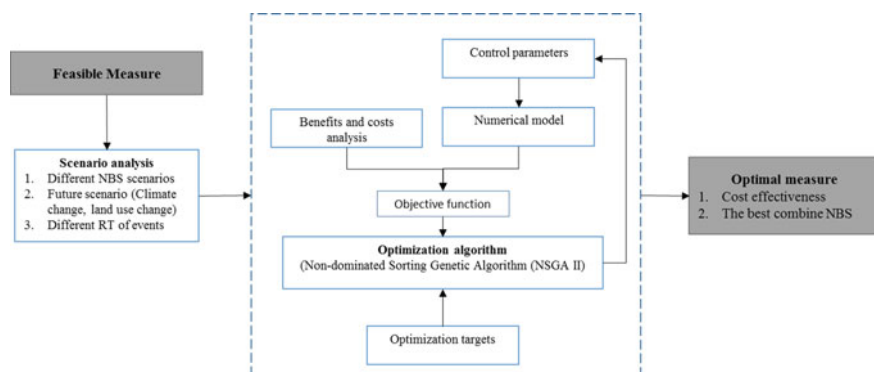 Feasible Measure
Scenario analysis
1. Different NBS scenarios
2. Future scenario (Climate
change, land use change)
3. Different RT of events
Control parameters
Benefits and costs
analysis
Numerical model
Objective function
Optimization algorithm
(Non-dominated Sorting Genetic Algorithm (NSGA II)
Optimization targets
Optimal measure
1. Cost effectiveness
2. The best combine NBS